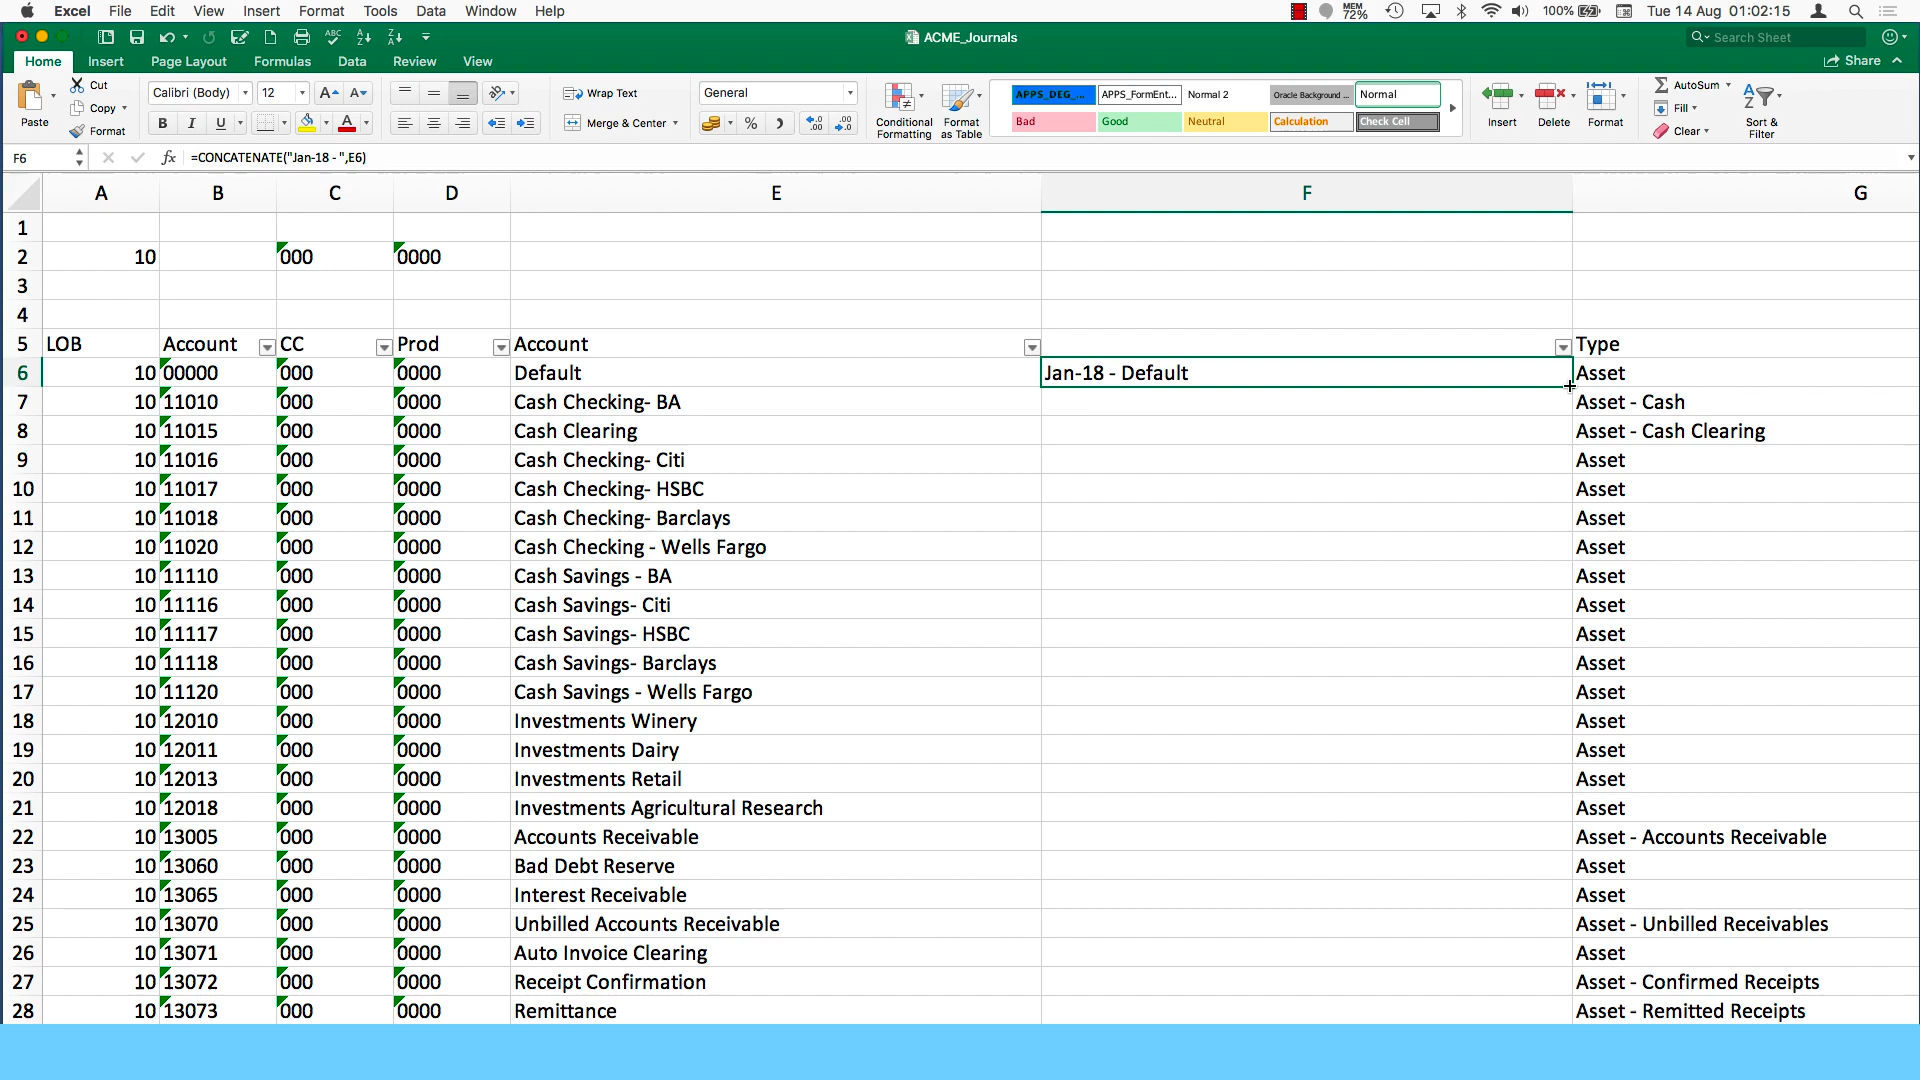 Excel File Edit View Insert Format Tools Data Window Help MEM 72% 100% Tue 14 Aug 01:02:15
ACME_Journals Search Sheet
Home Insert Page Layout Formulas Data Review View Share
Paste Cut Copy Format
Calibri (Body) 12 A A
B I U A
Wrap Text
Merge & Center
General
%
Conditional Formatting Format as Table
APPS_DEG_... APPS_FormEnt... Normal 2 Oracle Background ... Normal
Bad Good Neutral Calculation Check Cell
Insert Delete Format
AutoSum Fill Clear Sort & Filter
F6 fx =CONCATENATE("Jan-18 - ",E6)
A B C D E F G
1
2 10 000 0000
3
4
5 LOB Account CC Prod Account Type
6 10 00000 000 0000 Default Jan-18 - Default Asset
7 10 11010 000 0000 Cash Checking- BA Asset - Cash
8 10 11015 000 0000 Cash Clearing Asset - Cash Clearing
9 10 11016 000 0000 Cash Checking- Citi Asset
10 10 11017 000 0000 Cash Checking- HSBC Asset
11 10 11018 000 0000 Cash Checking- Barclays Asset
12 10 11020 000 0000 Cash Checking - Wells Fargo Asset
13 10 11110 000 0000 Cash Savings - BA Asset
14 10 11116 000 0000 Cash Savings- Citi Asset
15 10 11117 000 0000 Cash Savings- HSBC Asset
16 10 11118 000 0000 Cash Savings- Barclays Asset
17 10 11120 000 0000 Cash Savings - Wells Fargo Asset
18 10 12010 000 0000 Investments Winery Asset
19 10 12011 000 0000 Investments Dairy Asset
20 10 12013 000 0000 Investments Retail Asset
21 10 12018 000 0000 Investments Agricultural Research Asset
22 10 13005 000 0000 Accounts Receivable Asset - Accounts Receivable
23 10 13060 000 0000 Bad Debt Reserve Asset
24 10 13065 000 0000 Interest Receivable Asset
25 10 13070 000 0000 Unbilled Accounts Receivable Asset - Unbilled Receivables
26 10 13071 000 0000 Auto Invoice Clearing Asset
27 10 13072 000 0000 Receipt Confirmation Asset - Confirmed Receipts
28 10 13073 000 0000 Remittance Asset - Remitted Receipts